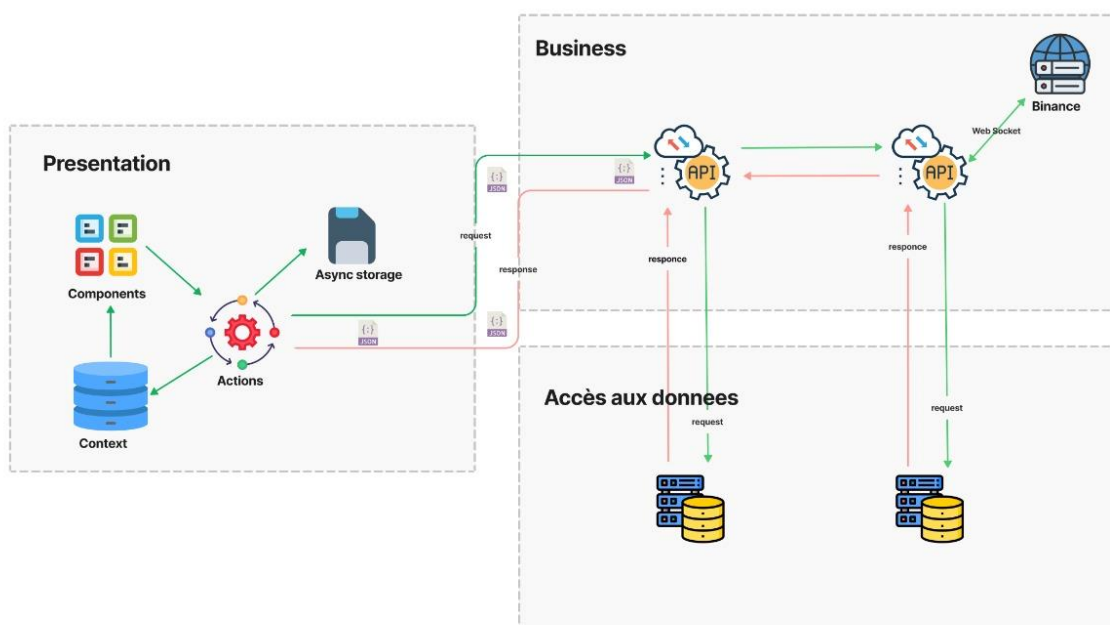 Business
Binance
Web Socket
API
API
Presentation
{:}
JSON
{:}
JSON
request
response
responce
responce
Async storage
Components
{:}
JSON
{:}
JSON
Actions
Context
Accès aux donnees
request
request